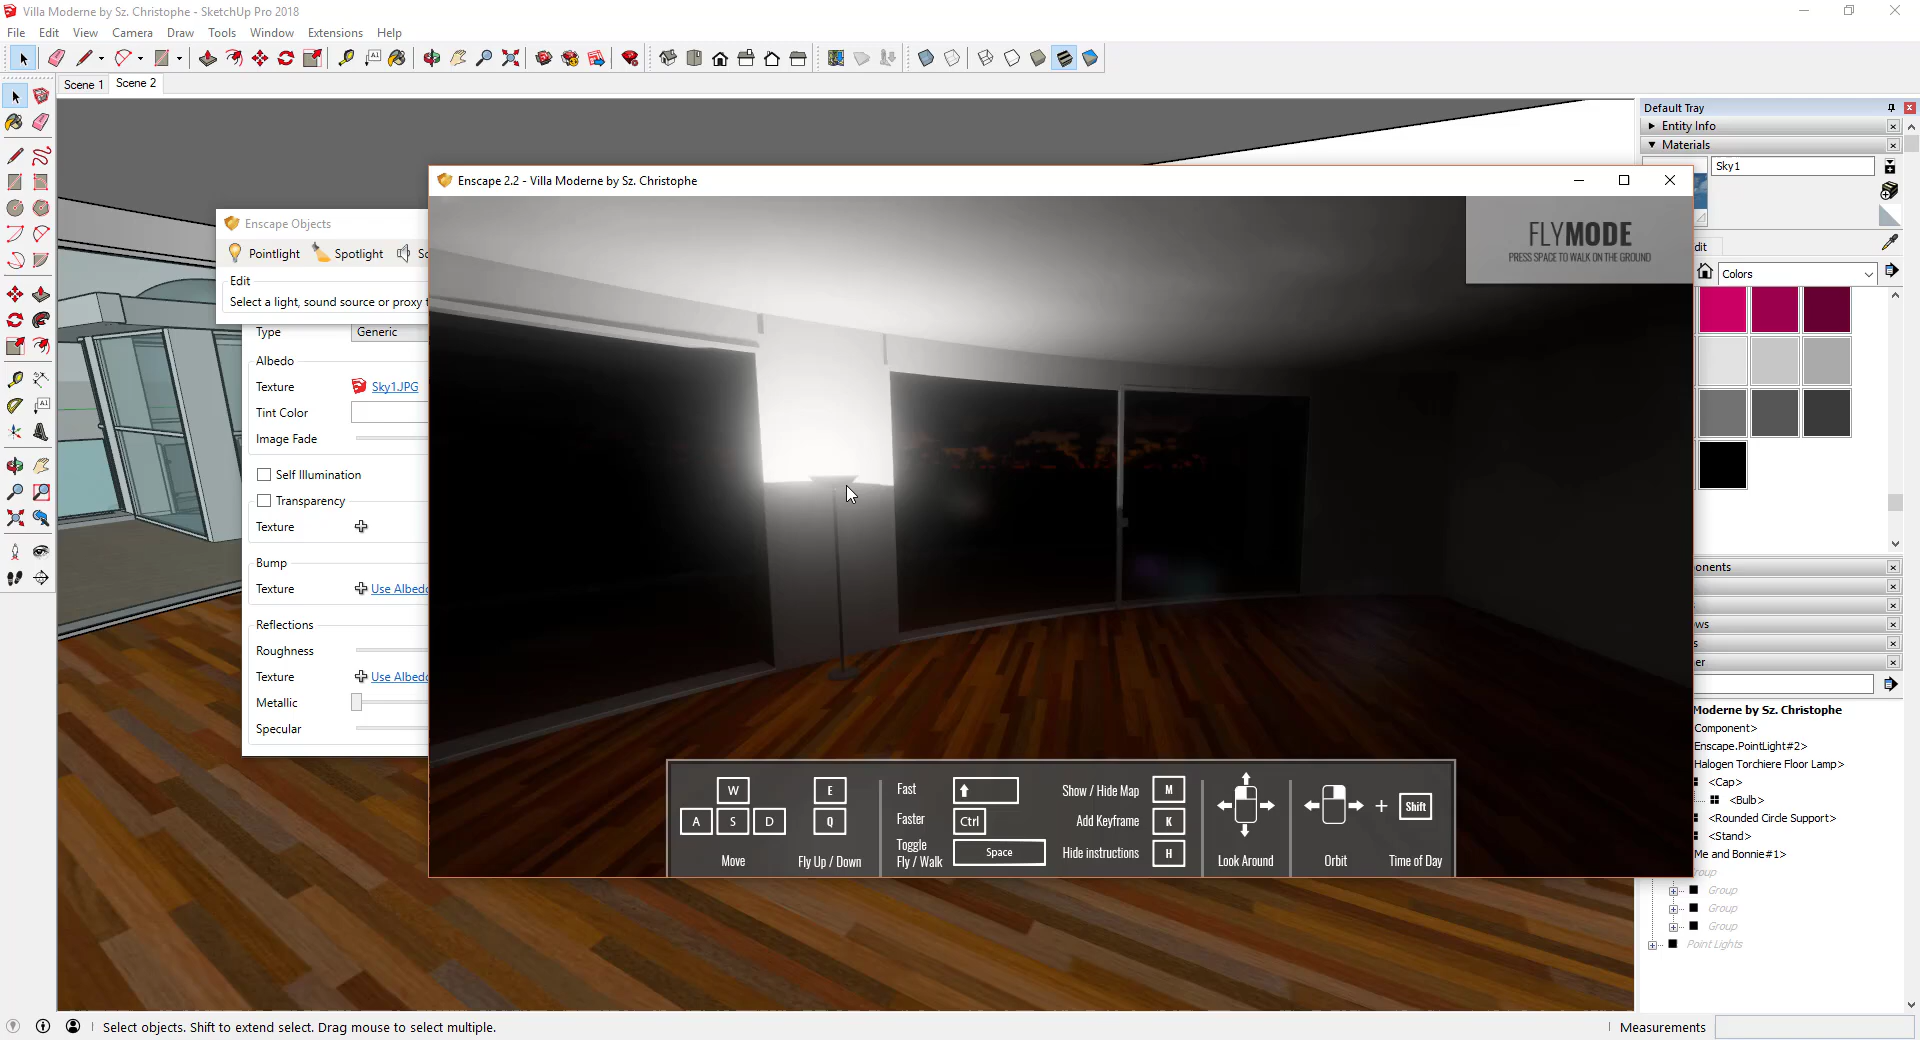 Villa Moderne by Sz. Christophe - SketchUp Pro 2018
File Edit View Camera Draw Tools Window Extensions Help
Scene 1 Scene 2
Default Tray
Entity Info
Materials
Sky1
dit
Colors
Enscape 2.2 - Villa Moderne by Sz. Christophe
FLYMODE
PRESS SPACE TO WALK ON THE GROUND
Enscape Objects
Pointlight Spotlight So
Edit
Select a light, sound source or proxy t
Type Generic
Albedo
Texture Sky1.JPG
Tint Color
Image Fade
Self Illumination
Transparency
Texture
Bump
Texture Use Albedo
Reflections
Roughness
Texture Use Albedo
Metallic
Specular
W
A S D
Move
E
Q
Fly Up / Down
Fast
Faster Ctrl
Toggle
Fly / Walk Space
Show / Hide Map M
Add Keyframe K
Hide instructions H
Look Around
Orbit
+ Shift
Time of Day
onents
s
ows
s
er
Moderne by Sz. Christophe
Component>
Enscape.PointLight#2>
Halogen Torchiere Floor Lamp>
<Cap>
<Bulb>
<Rounded Circle Support>
<Stand>
Me and Bonnie#1>
roup
Group
Group
Group
Point Lights
Select objects. Shift to extend select. Drag mouse to select multiple.
Measurements